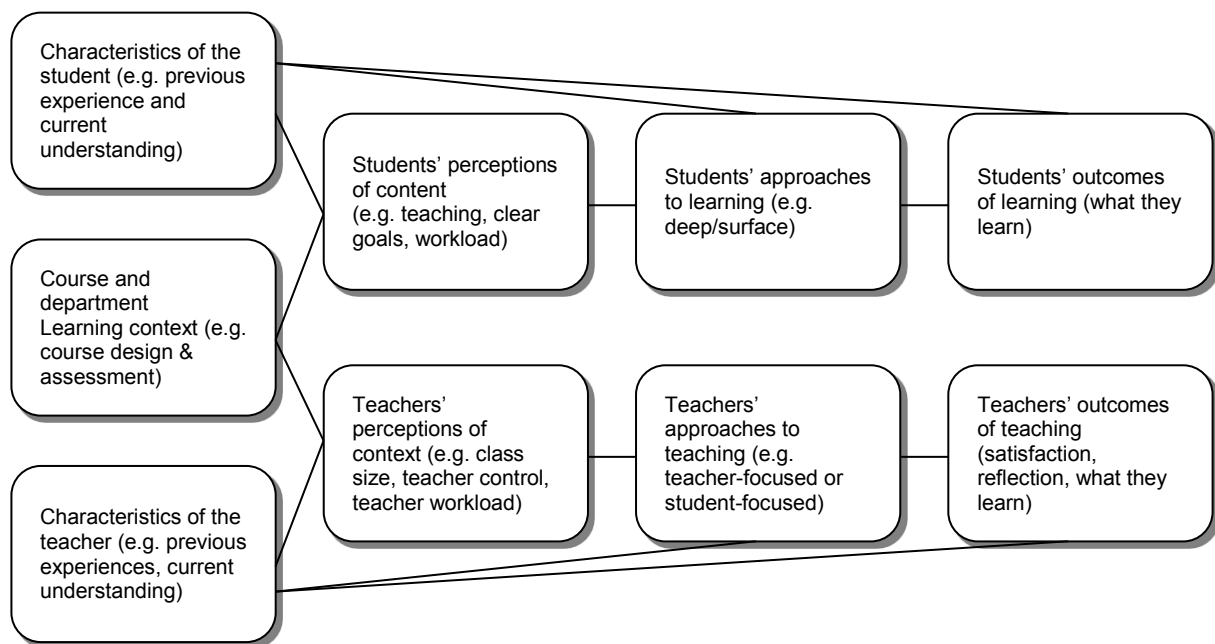 Characteristics of the
student (e.g. previous
experience and
current
understanding)
Students’ perceptions
of content
(e.g. teaching, clear
goals, workload)
Students’ approaches
to learning (e.g.
deep/surface)
Students’ outcomes
of learning (what they
learn)
Course and
department
Learning context (e.g.
course design &
assessment)
Teachers’
perceptions of
context (e.g. class
size, teacher control,
teacher workload)
Teachers’
approaches to
teaching (e.g.
teacher-focused or
student-focused)
Teachers’ outcomes
of teaching
(satisfaction,
reflection, what they
learn)
Characteristics of the
teacher (e.g. previous
experiences, current
understanding)